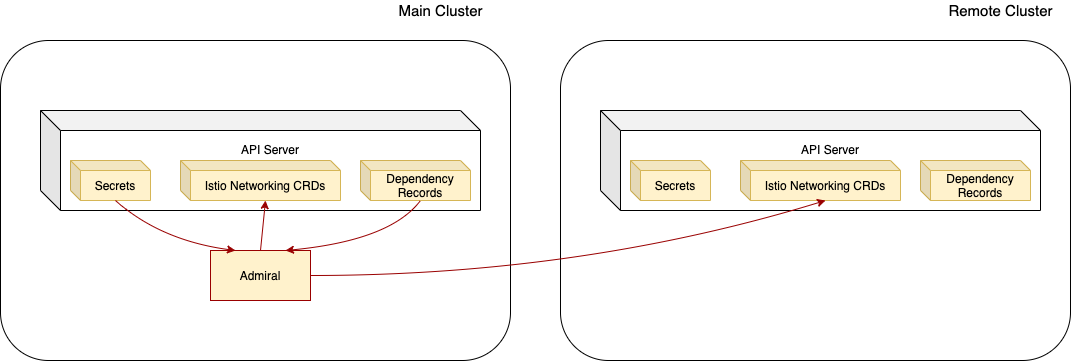 Main Cluster
Remote Cluster
API Server
Secrets
Istio Networking CRDs
Dependency
Records
Admiral
API Server
Secrets
Istio Networking CRDs
Dependency
Records